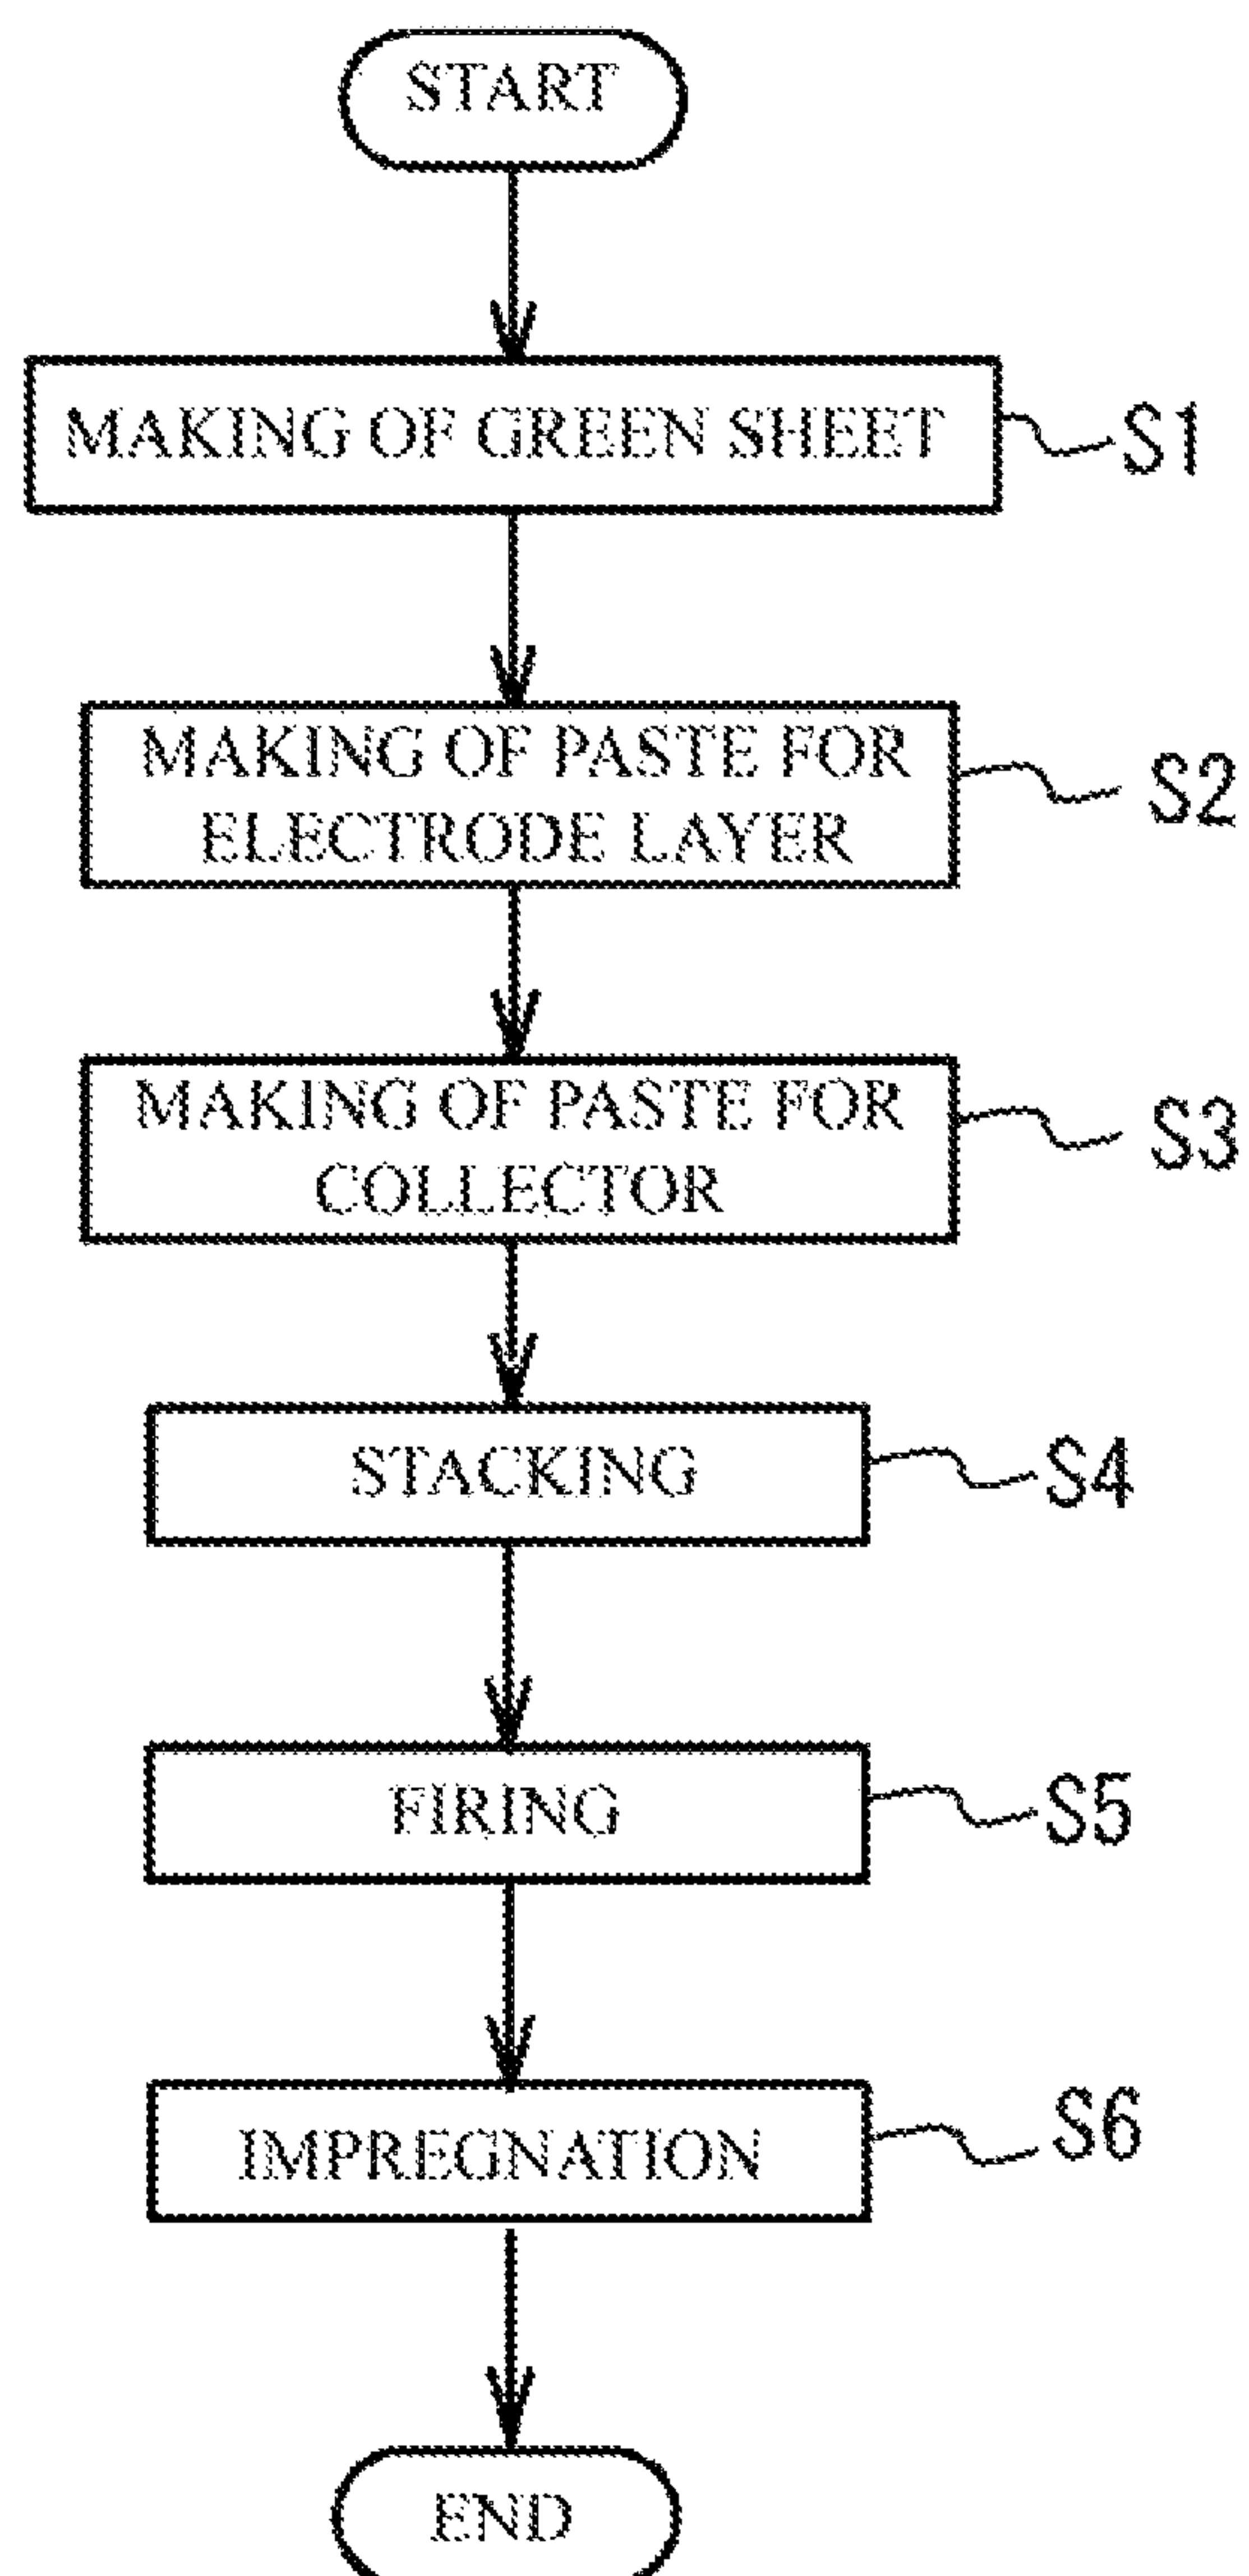 START
MAKING OF GREEN SHEET
S1
MAKING OF PASTE FOR
ELECTRODE LAYER
S2
MAKING OF PASTE FOR
COLLECTOR
S3
STACKING
S4
FIRING
S5
IMPREGNATION
S6
END